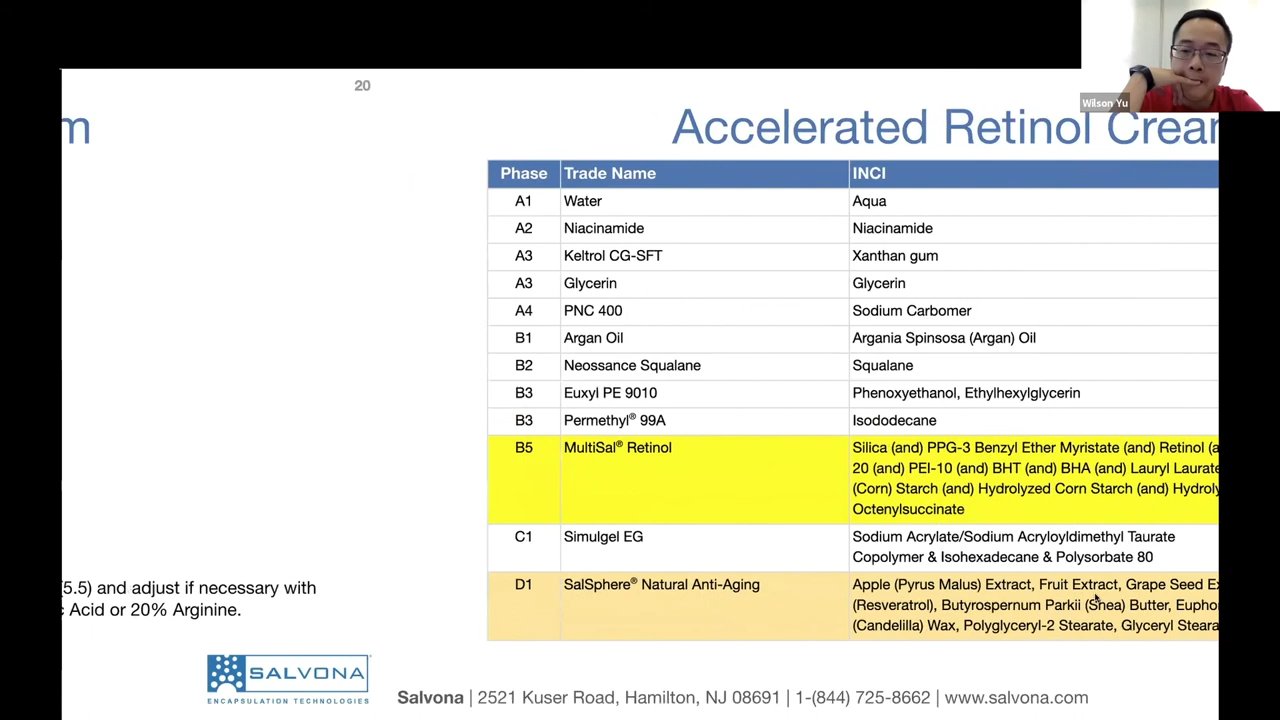 Wilson Yu
20
m
Accelerated Retinol Cream
Phase Trade Name INCI
A1 Water Aqua
A2 Niacinamide Niacinamide
A3 Keltrol CG-SFT Xanthan gum
A3 Glycerin Glycerin
A4 PNC 400 Sodium Carbomer
B1 Argan Oil Argania Spinsosa (Argan) Oil
B2 Neossance Squalane Squalane
B3 Euxyl PE 9010 Phenoxyethanol, Ethylhexylglycerin
B3 Permethyl® 99A Isododecane
B5 MultiSal® Retinol Silica (and) PPG-3 Benzyl Ether Myristate (and) Retinol (a
20 (and) PEI-10 (and) BHT (and) BHA (and) Lauryl Laurate
(Corn) Starch (and) Hydrolyzed Corn Starch (and) Hydroly
Octenylsuccinate
C1 Simulgel EG Sodium Acrylate/Sodium Acryloyldimethyl Taurate
Copolymer & Isohexadecane & Polysorbate 80
D1 SalSphere® Natural Anti-Aging Apple (Pyrus Malus) Extract, Fruit Extract, Grape Seed Ex
(Resveratrol), Butyrospernum Parkii (Shea) Butter, Euphor
(Candelilla) Wax, Polyglyceryl-2 Stearate, Glyceryl Steara
(5.5) and adjust if necessary with
c Acid or 20% Arginine.
SALVONA
ENCAPSULATION TECHNOLOGIES
Salvona | 2521 Kuser Road, Hamilton, NJ 08691 | 1-(844) 725-8662 | www.salvona.com